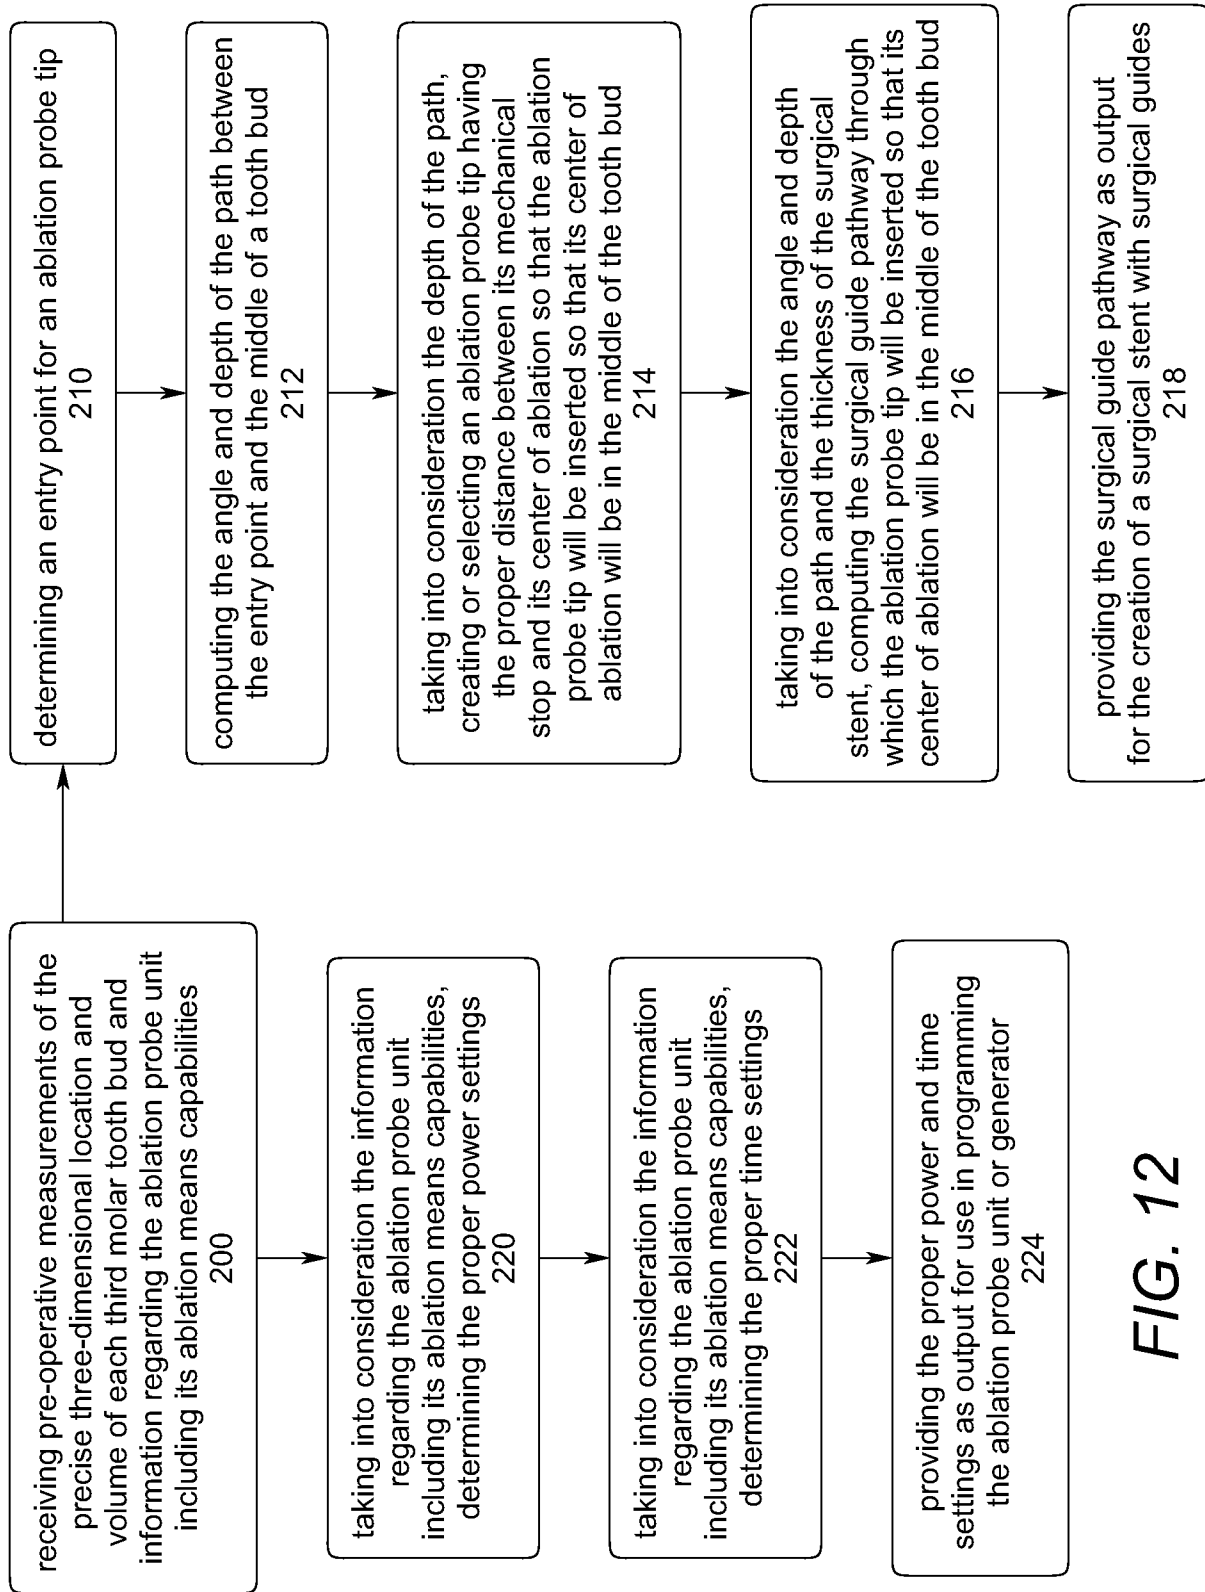 receiving pre-operative measurements of the
precise three-dimensional location and
volume of each third molar tooth bud and
information regarding the ablation probe unit
including its ablation means capabilities
200
taking into consideration the information
regarding the ablation probe unit
including its ablation means capabilities,
determining the proper power settings
220
taking into consideration the information
regarding the ablation probe unit
including its ablation means capabilities,
determining the proper time settings
222
providing the proper power and time
settings as output for use in programming
the ablation probe unit or generator
224
determining an entry point for an ablation probe tip
210
computing the angle and depth of the path between
the entry point and the middle of a tooth bud
212
taking into consideration the depth of the path,
creating or selecting an ablation probe tip having
the proper distance between its mechanical
stop and its center of ablation so that the ablation
probe tip will be inserted so that its center of
ablation will be in the middle of the tooth bud
214
taking into consideration the angle and depth
of the path and the thickness of the surgical
stent, computing the surgical guide pathway through
which the ablation probe tip will be inserted so that its
center of ablation will be in the middle of the tooth bud
216
providing the surgical guide pathway as output
for the creation of a surgical stent with surgical guides
218
FIG. 12